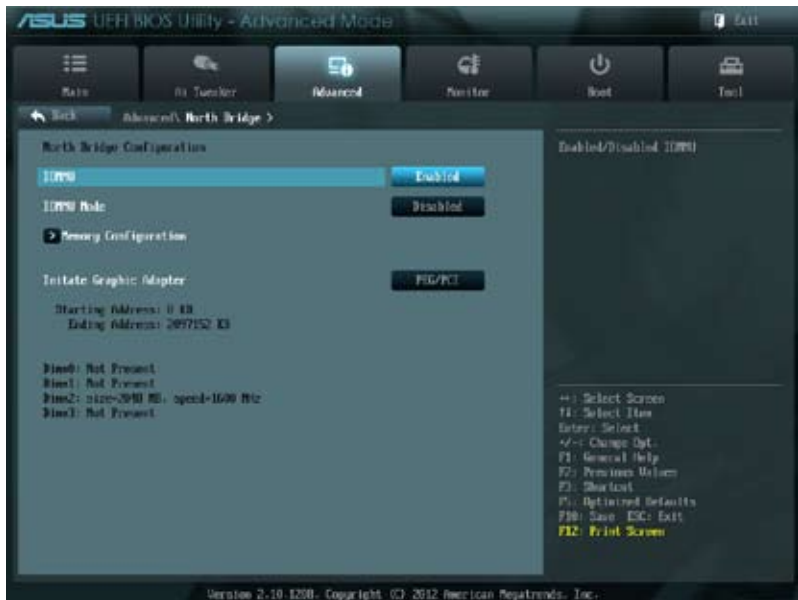 ASUS UEFI BIOS Utility - Advanced Mode
Exit
Main
Ai Tweaker
Advanced
Monitor
Boot
Tool
Back
Advanced\ North Bridge >
North Bridge Configuration
Enabled/Disabled IOMMU
IOMMU
Enabled
IOMMU Mode
Disabled
> Memory Configuration
Initate Graphic Adapter
PEG/PCI
Starting Address: 0 KB
Ending Address: 2097152 KB
Dimm0: Not Present
Dimm1: Not Present
Dimm2: size=2048 MB, speed=1600 MHz
Dimm3: Not Present
→←: Select Screen
↑↓: Select Item
Enter: Select
+/-: Change Opt.
F1: General Help
F2: Previous Values
F3: Shortcut
F5: Optimized Defaults
F10: Save ESC: Exit
F12: Print Screen
Version 2.10.1208. Copyright (C) 2012 American Megatrends, Inc.